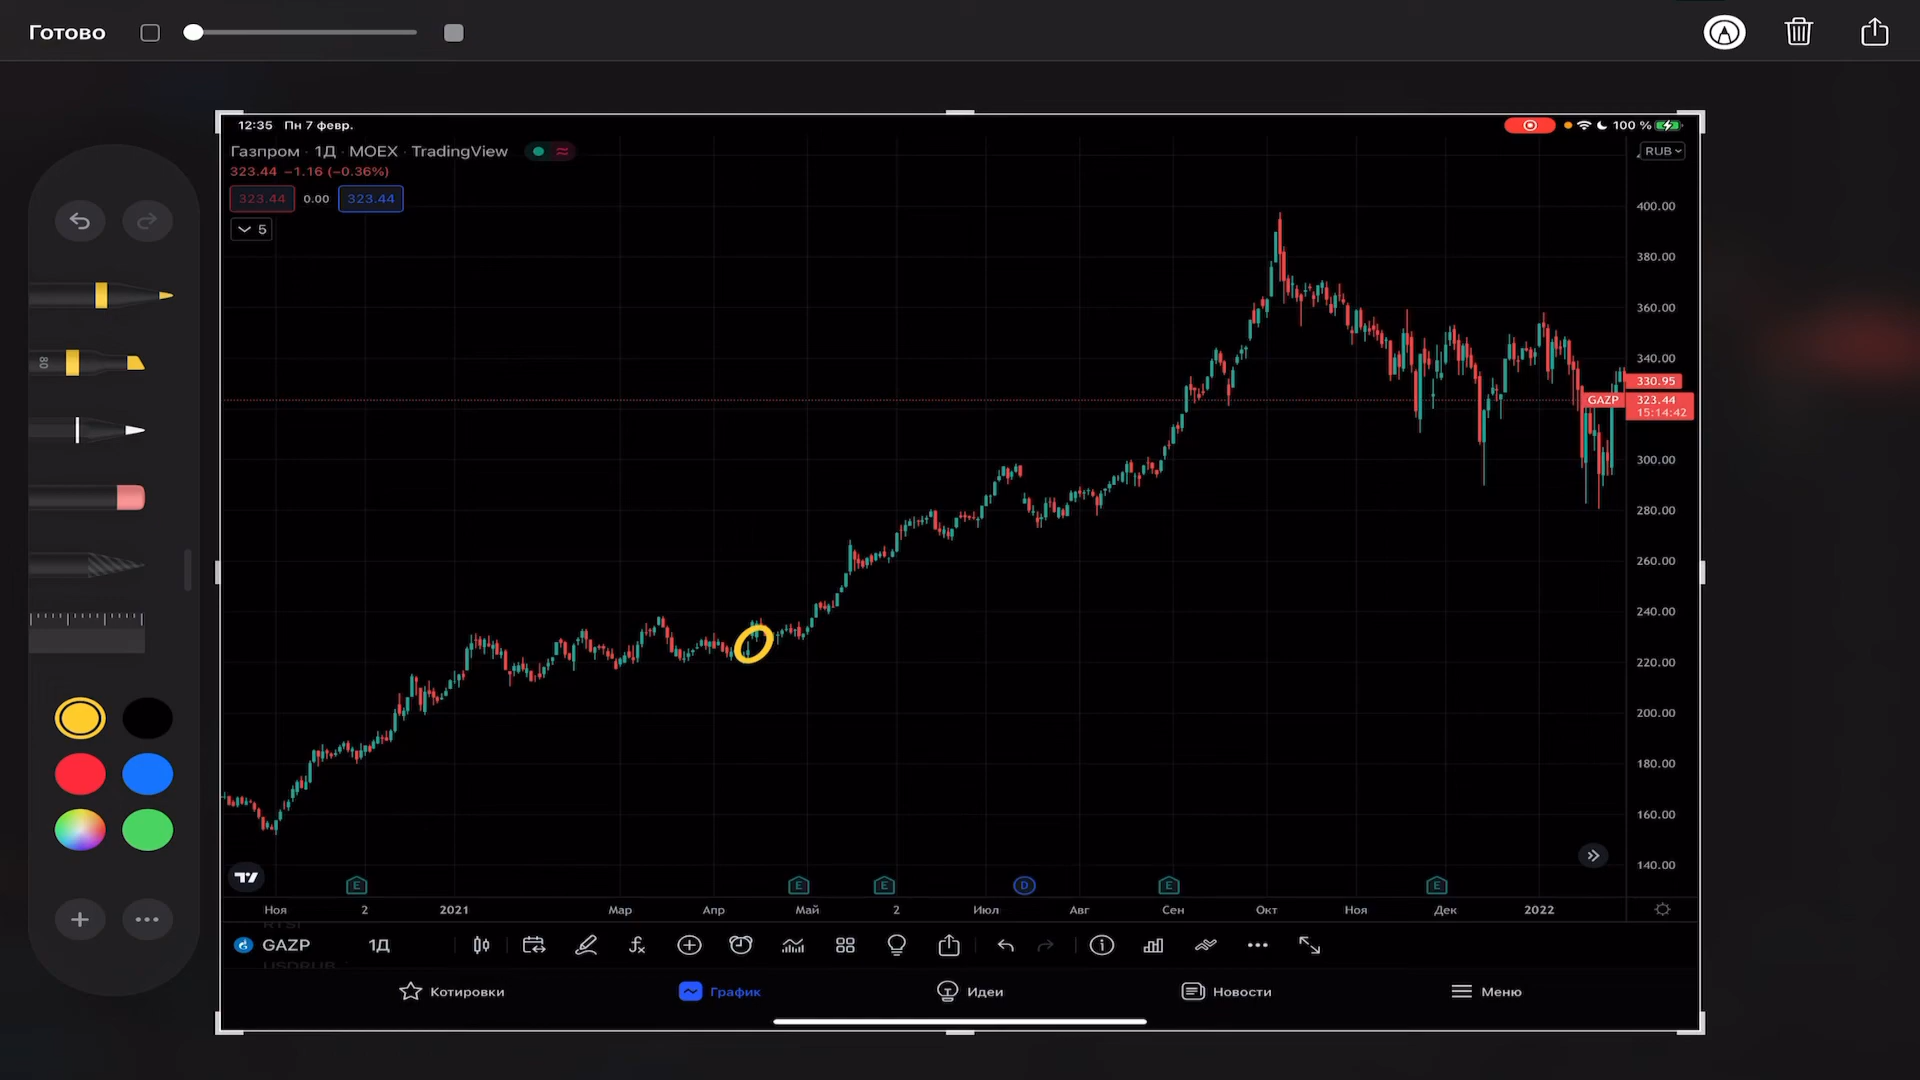 Готово
12:35 Пн 7 февр.
100 %
Газпром · 1Д · MOEX · TradingView
RUB
323.44 −1.16 (−0.36%)
323.44 0.00 323.44
5
400.00
380.00
360.00
340.00
330.95
GAZP 323.44
15:14:42
300.00
280.00
260.00
240.00
220.00
200.00
180.00
160.00
140.00
80
E E E D E E
Ноя 2 2021 Мар Апр Май 2 Июл Авг Сен Окт Ноя Дек 2022
GAZP 1Д
Котировки График Идеи Новости Меню